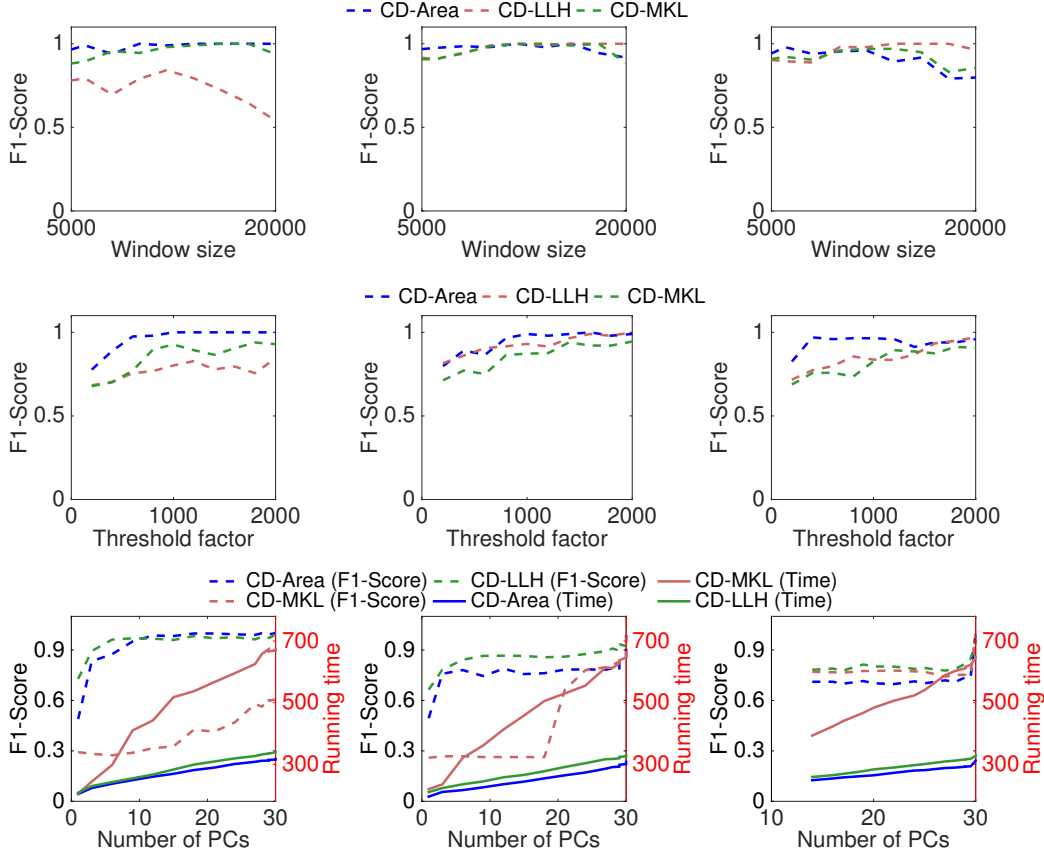 CD-Area CD-LLH CD-MKL
F1-Score F1-Score F1-Score
1 1 1
0.5 0.5 0.5
0 0 0
5000 20000 5000 20000 5000 20000
Window size Window size Window size
CD-Area CD-LLH CD-MKL
F1-Score F1-Score F1-Score
1 1 1
0.5 0.5 0.5
0 0 0
0 1000 2000 0 1000 2000 0 1000 2000
Threshold factor Threshold factor Threshold factor
CD-Area (F1-Score) CD-LLH (F1-Score) CD-MKL (Time)
CD-MKL (F1-Score) CD-Area (Time) CD-LLH (Time)
F1-Score Running time F1-Score Running time F1-Score Running time
0.9 700 0.9 700 0.9 700
0.6 500 0.6 500 0.6 500
0.3 300 0.3 300 0.3 300
0 0 0
0 10 20 30 0 10 20 30 10 20 30
Number of PCs Number of PCs Number of PCs